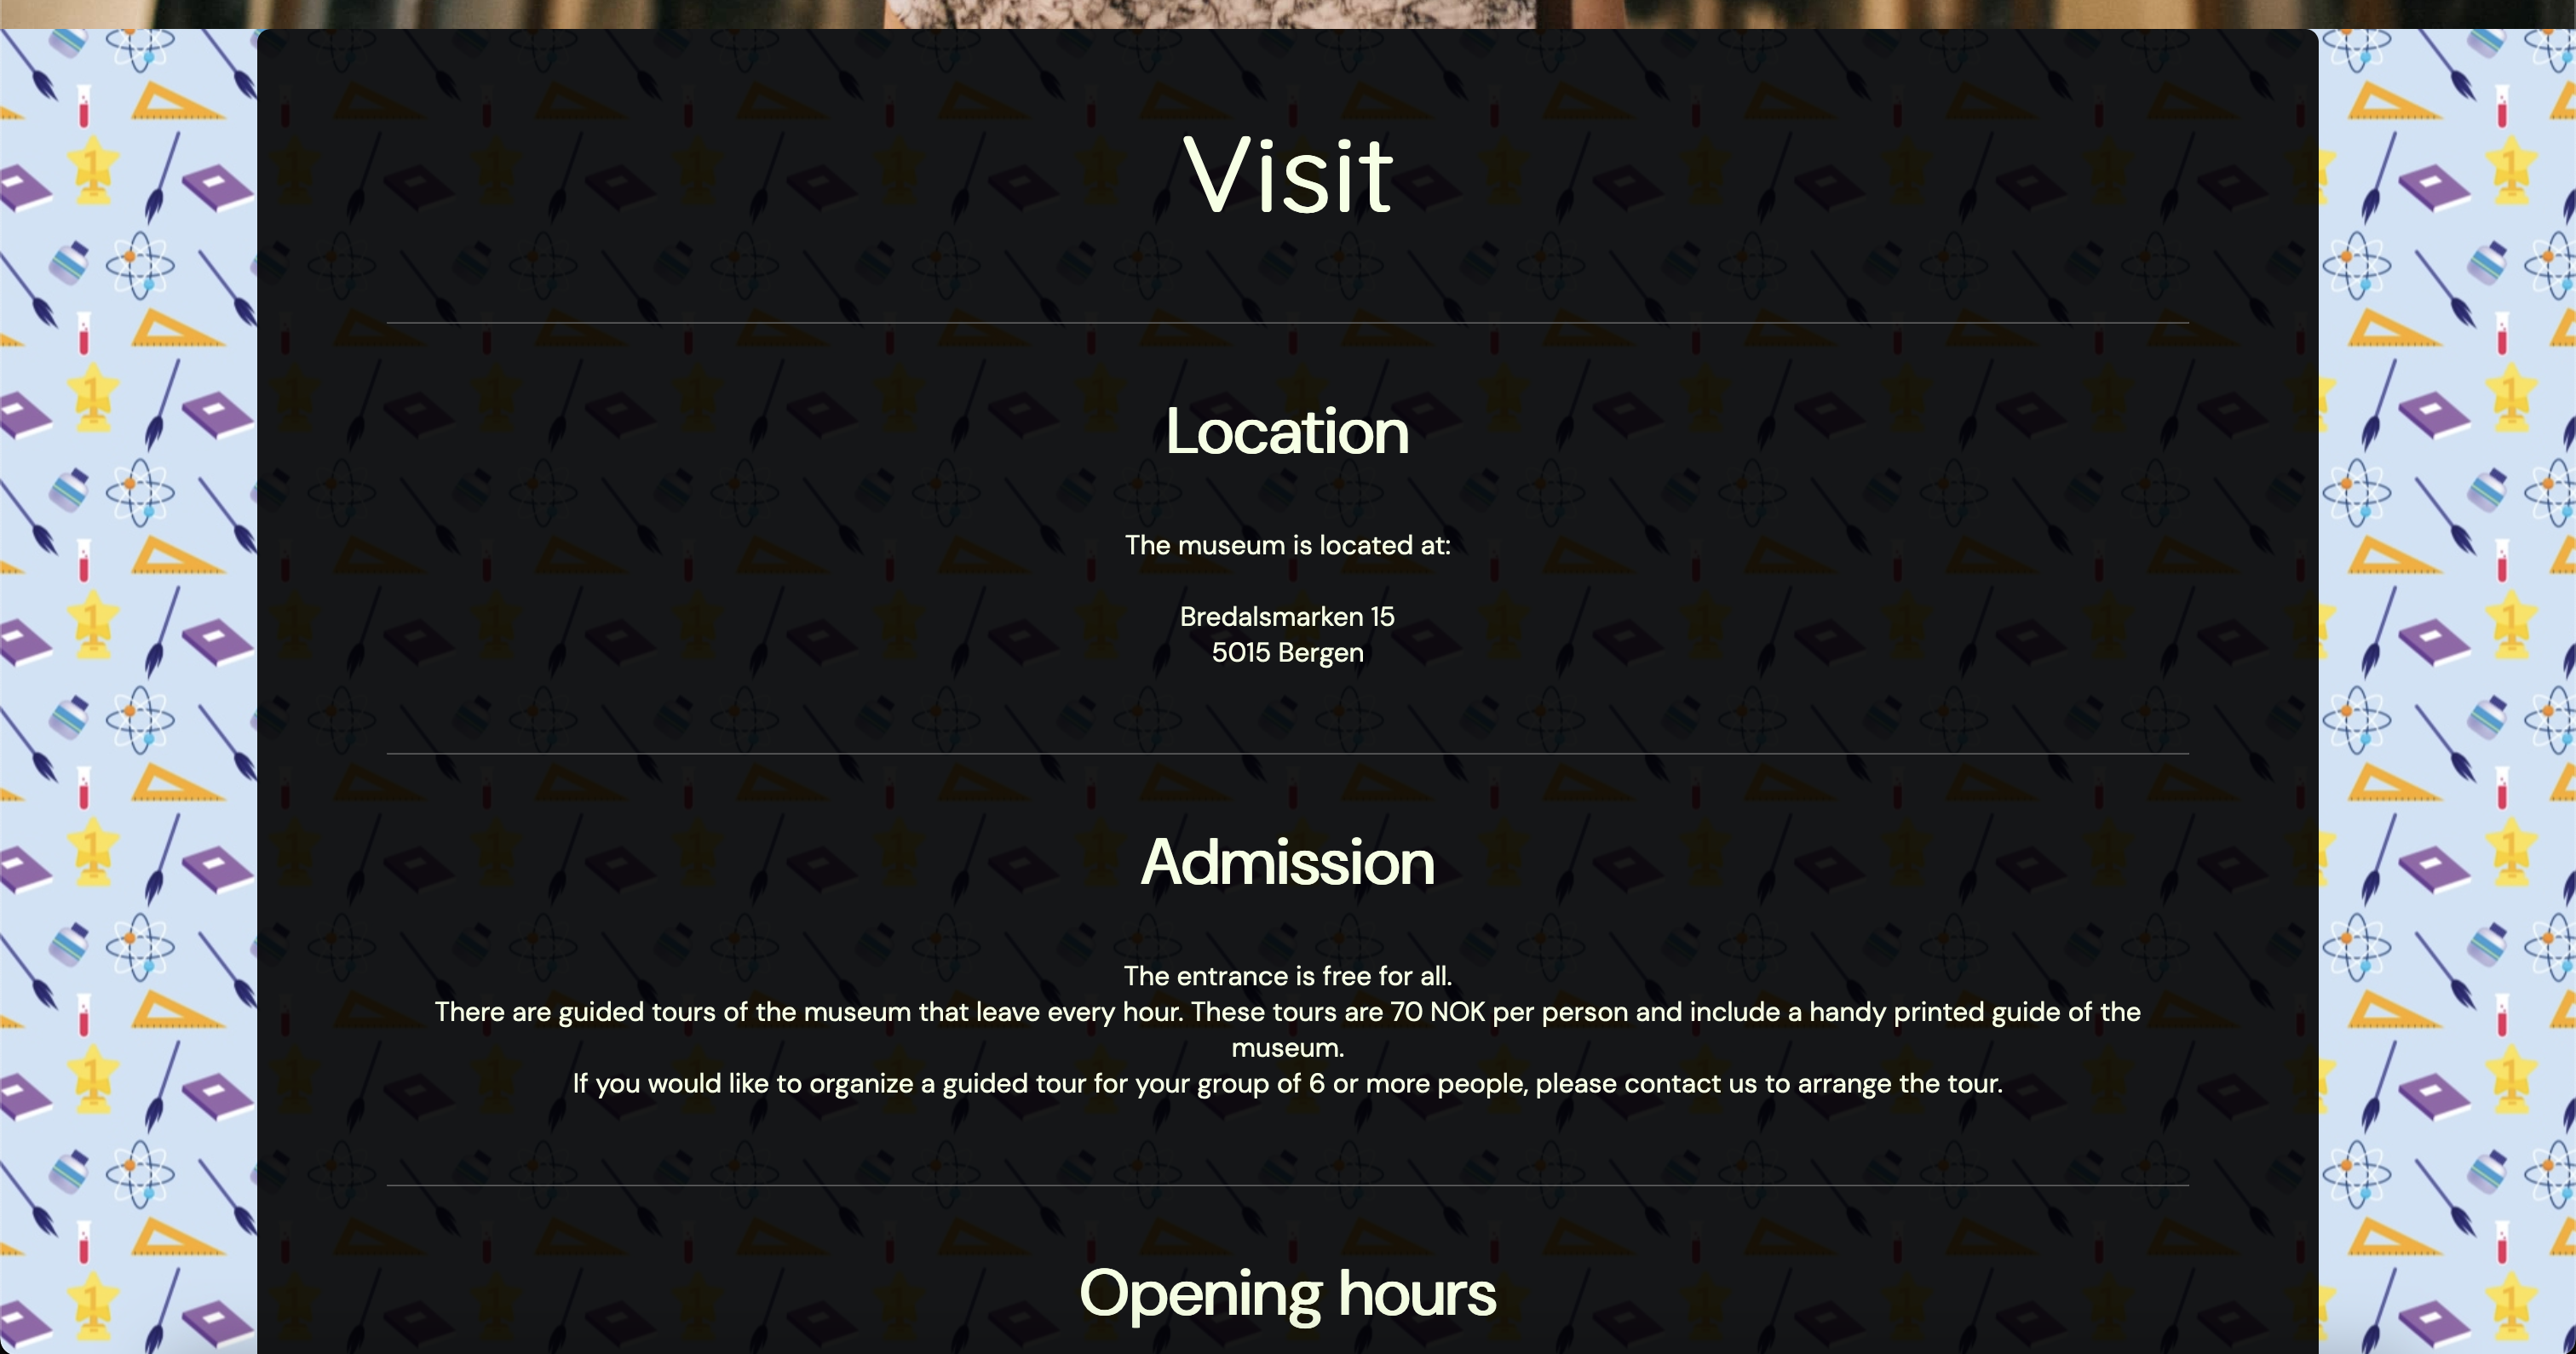 Visit
Location
The museum is located at:
Bredalsmarken 15
5015 Bergen
Admission
The entrance is free for all.
There are guided tours of the museum that leave every hour. These tours are 70 NOK per person and include a handy printed guide of the
museum.
If you would like to organize a guided tour for your group of 6 or more people, please contact us to arrange the tour.
Opening hours